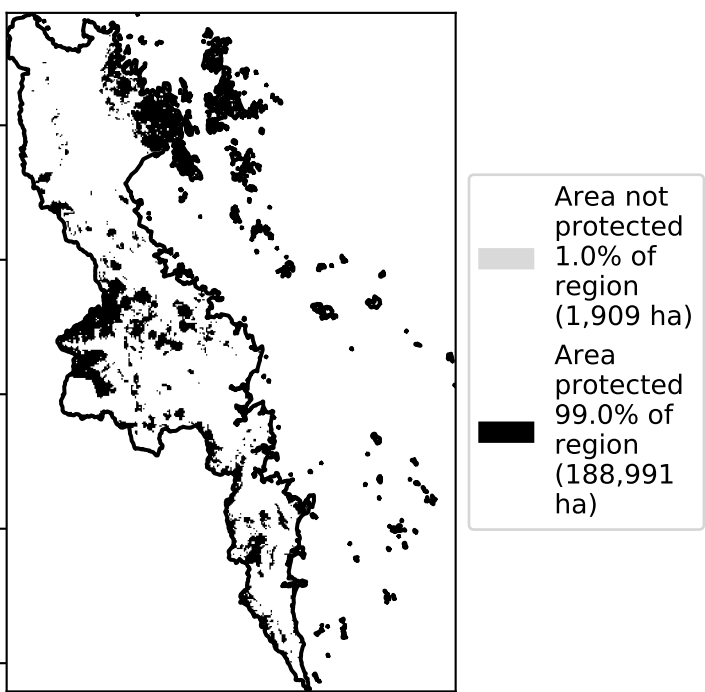 Area not
protected
1.0% of
region
(1,909 ha)
Area
protected
99.0% of
region
(188,991
ha)